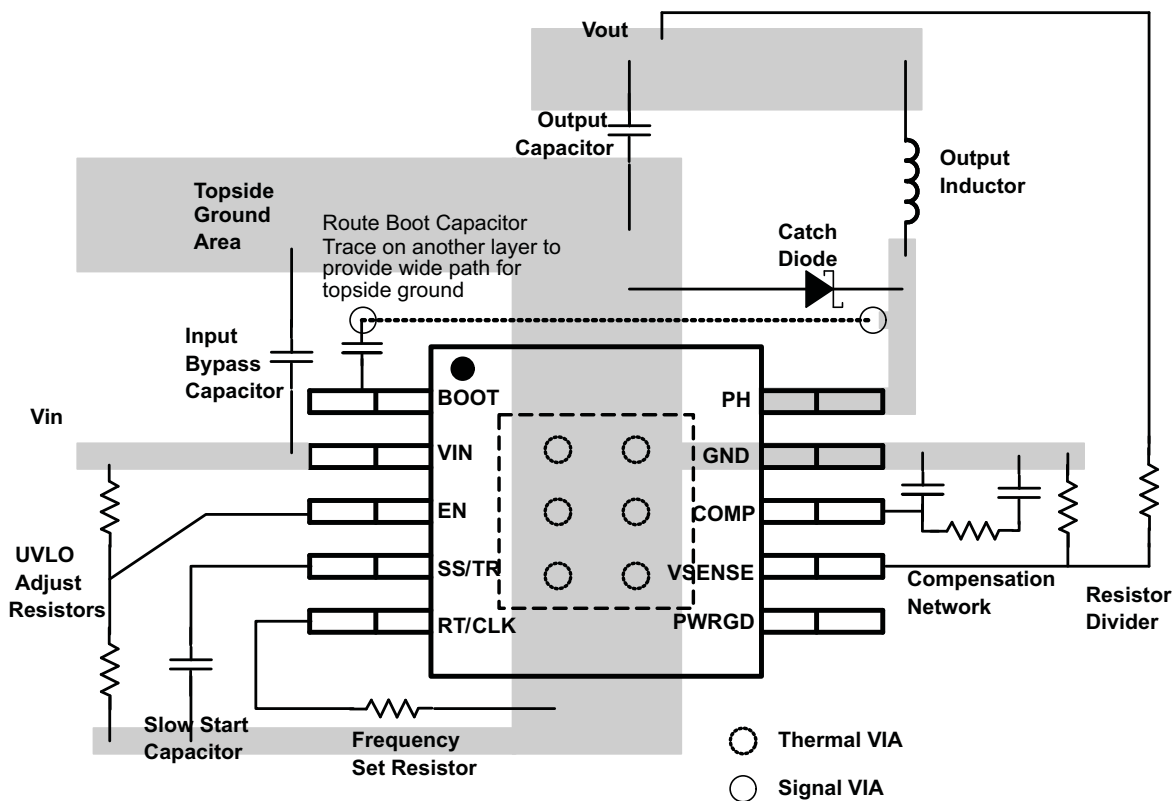 Vout
Output
Capacitor
Output
Inductor
Topside
Ground
Area
Route Boot Capacitor
Trace on another layer to
provide wide path for
topside ground
Catch
Diode
Input
Bypass
Capacitor
Vin
BOOT
VIN
EN
SS/TR
RT/CLK
PH
GND
COMP
VSENSE
PWRGD
UVLO
Adjust
Resistors
Compensation
Network
Resistor
Divider
Slow Start
Capacitor
Frequency
Set Resistor
Thermal VIA
Signal VIA